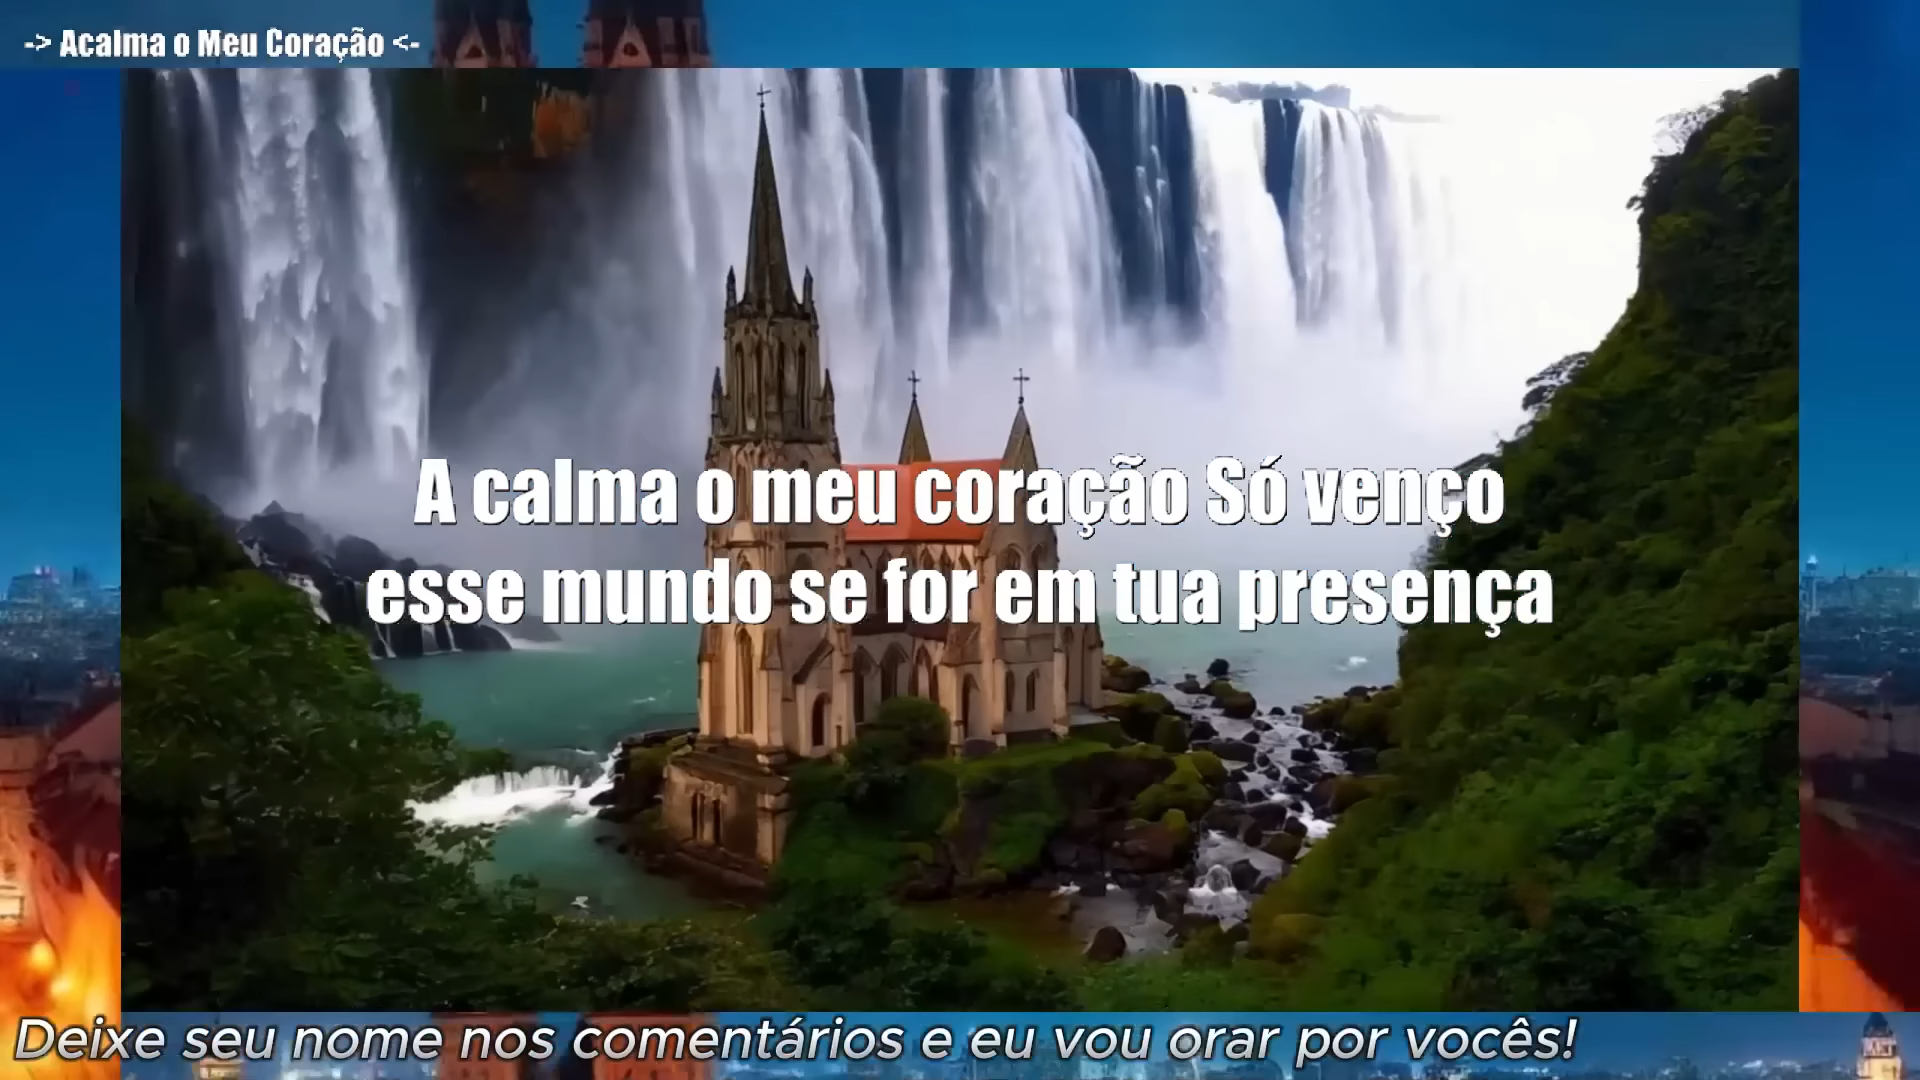 -> Acalma o Meu Coração <-
A calma o meu coração Só venço
esse mundo se for em tua presença
Deixe seu nome nos comentários e eu vou orar por vocês!